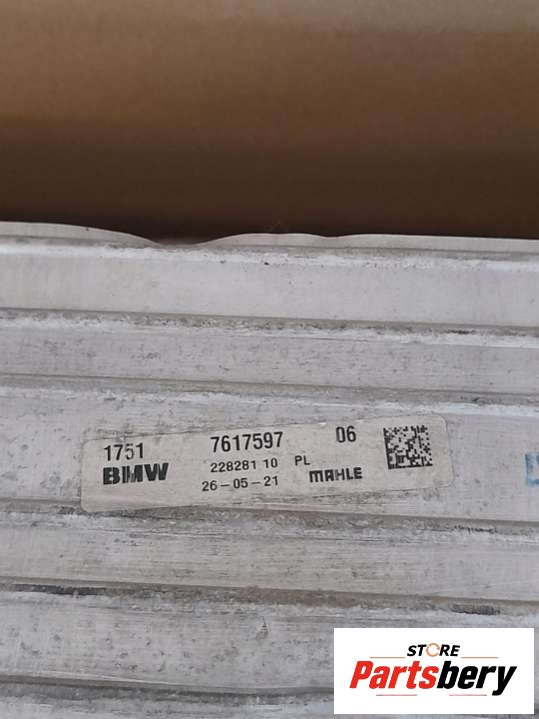 1751 7617597 06
BMW 228281 10 PL
26-05-21 MAHLE
STORE
Partsbery